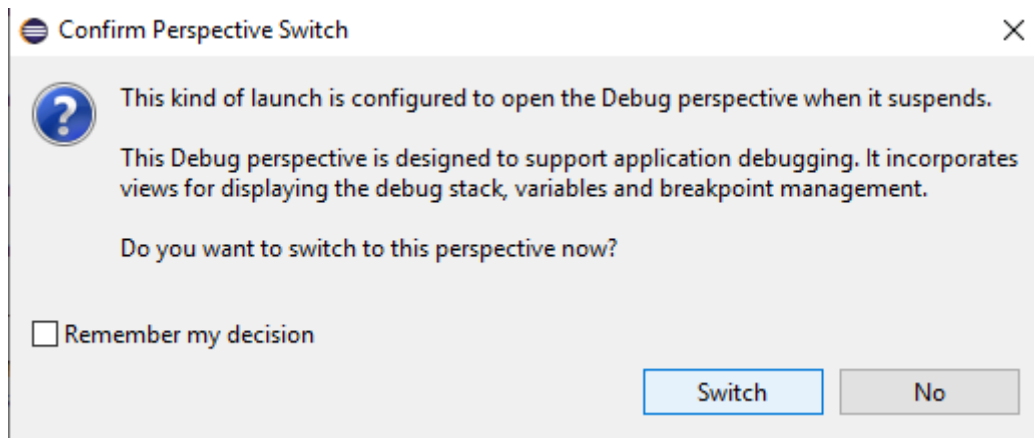 Confirm Perspective Switch
This kind of launch is configured to open the Debug perspective when it suspends.
This Debug perspective is designed to support application debugging. It incorporates
views for displaying the debug stack, variables and breakpoint management.
Do you want to switch to this perspective now?
Remember my decision
Switch No